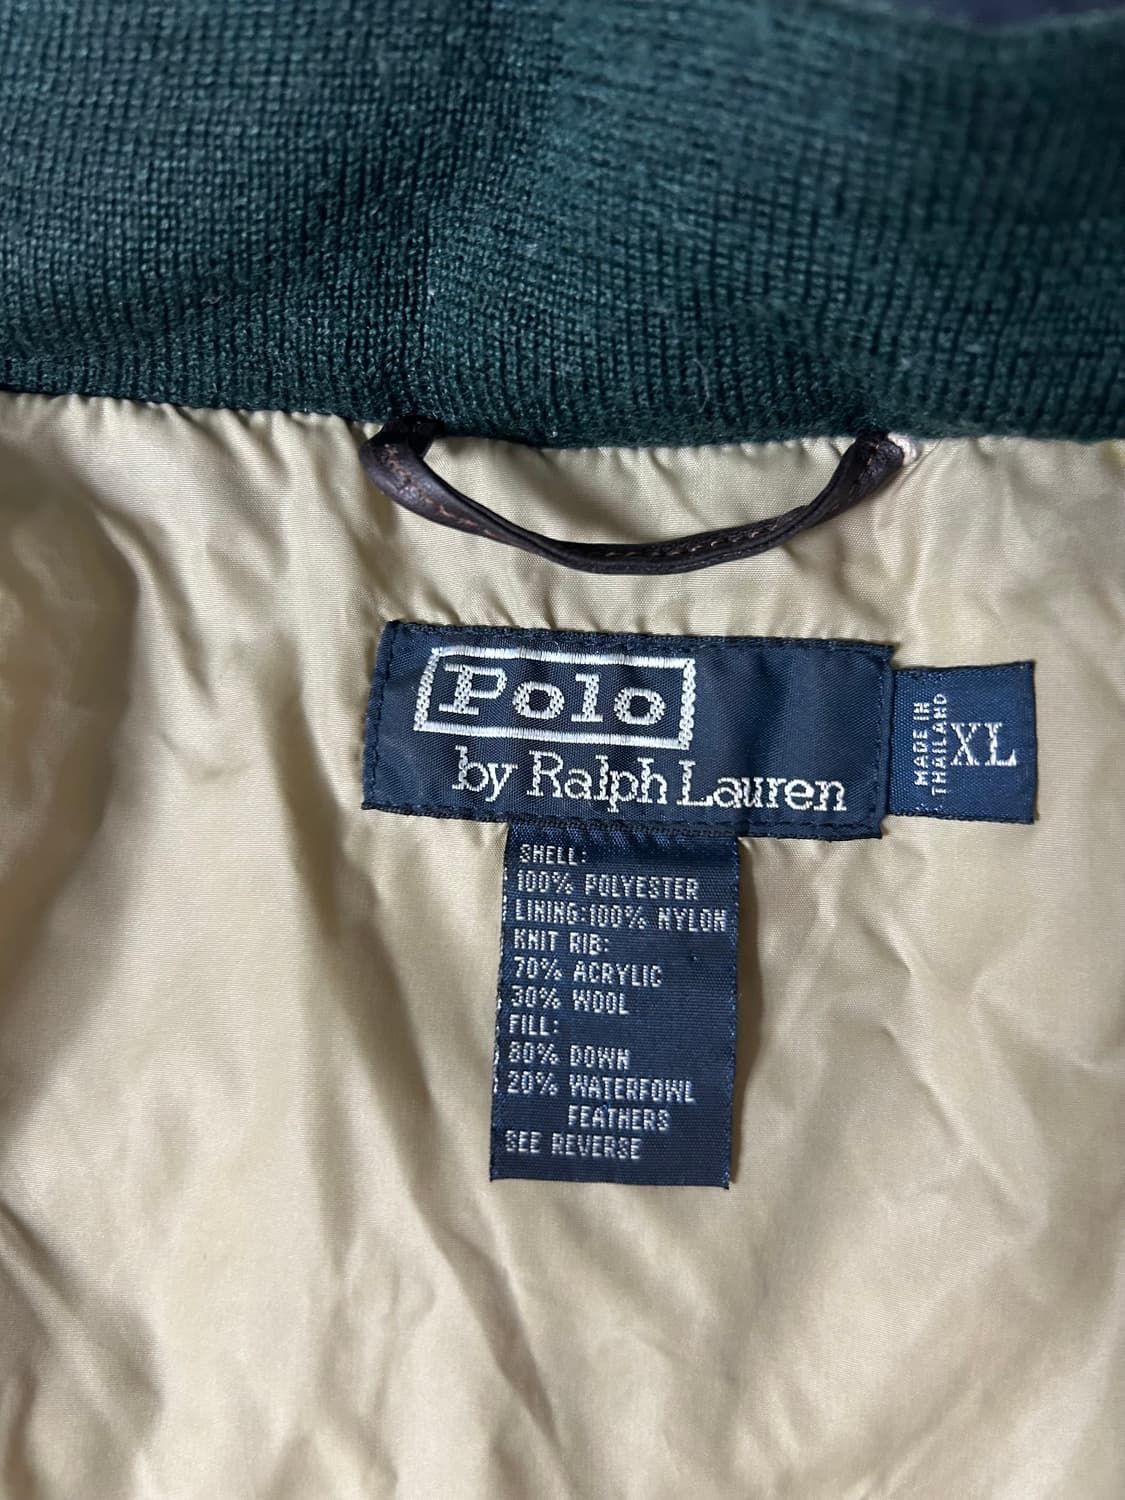 Polo
by Ralph Lauren
MADE IN
THAILAND
XL
SHELL:
100% POLYESTER
LINING:100% NYLON
KNIT RIB:
70% ACRYLIC
30% WOOL
FILL:
80% DOWN
20% WATERFOWL
FEATHERS
SEE REVERSE